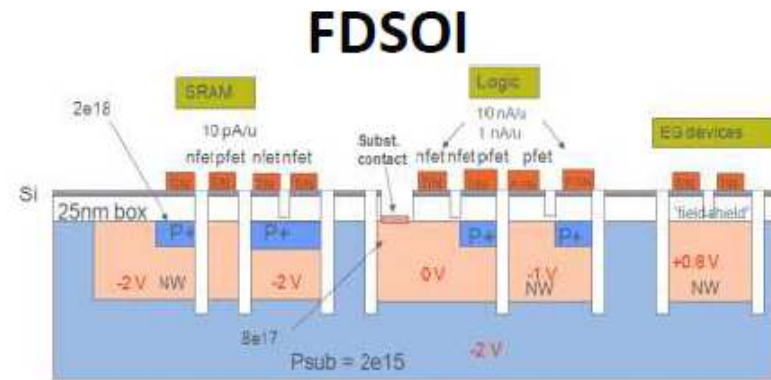 FDSOI
SRAM
Logic
2e18
10 pA/u
10 nA/u
1 nA/u
Subst.
contact
EG devices
nfet pfet nfet nfet
nfet nfet pfet pfet
Si
25nm box
'field shield'
P+
P+
P+
P+
-2 V NW
-2 V
0 V
-1 V
NW
+0.8 V
NW
8e17
Psub = 2e15
-2 V